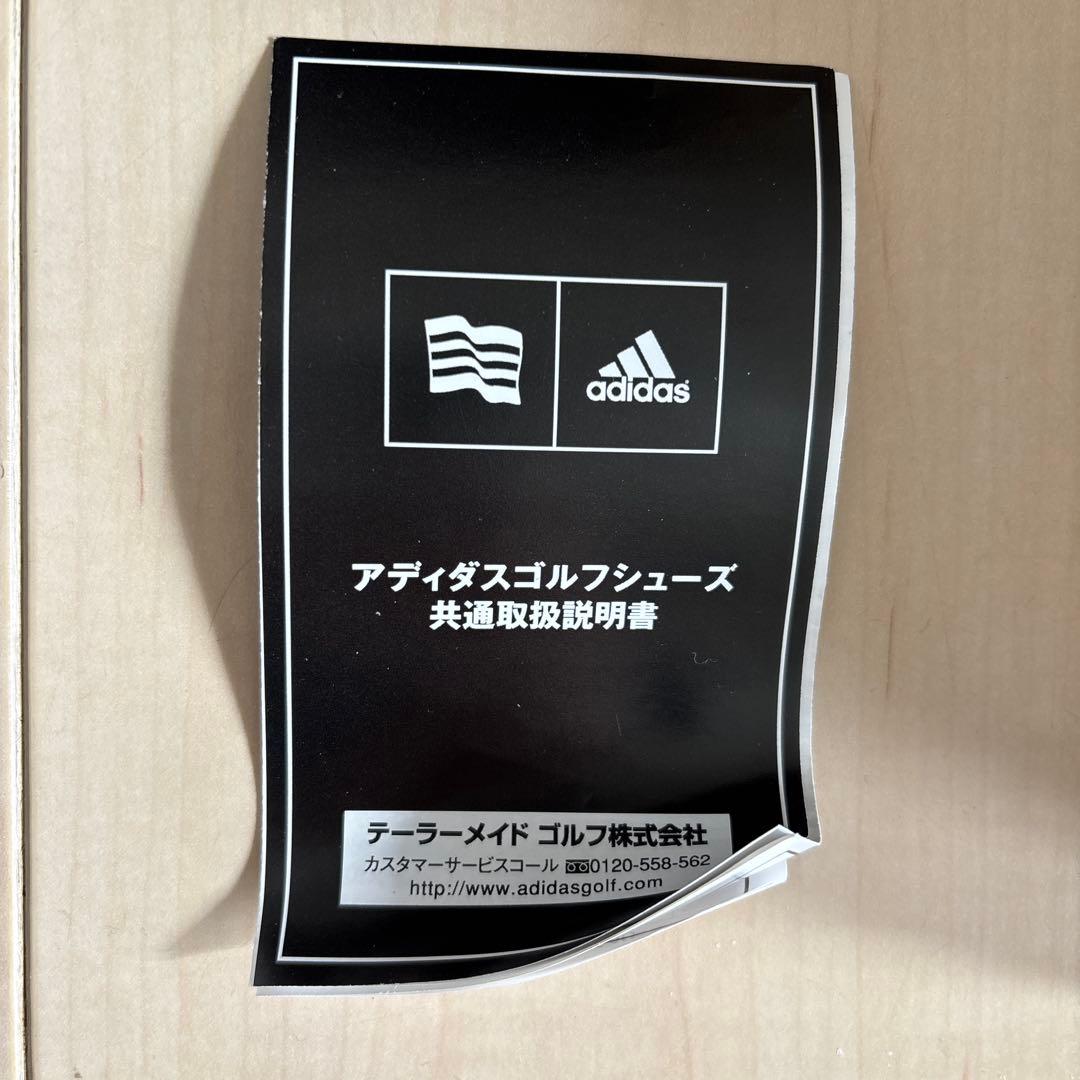 adidas
アディダスゴルフシューズ
共通取扱説明書
テーラーメイド ゴルフ株式会社
カスタマーサービスコール 0120-558-562
http://www.adidasgolf.com